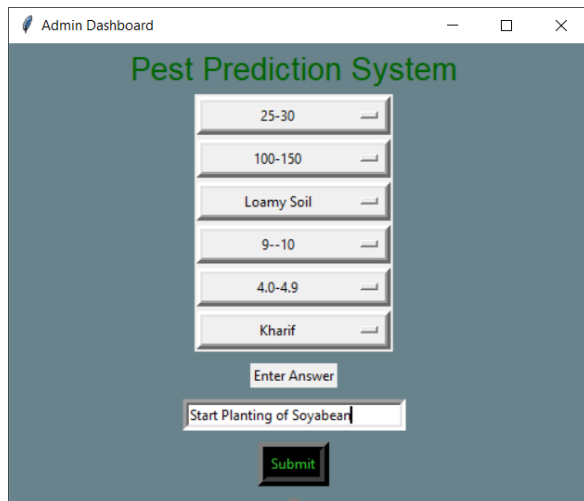 Admin Dashboard
Pest Prediction System
25-30
100-150
Loamy Soil
9--10
4.0-4.9
Kharif
Enter Answer
Start Planting of Soyabean
Submit